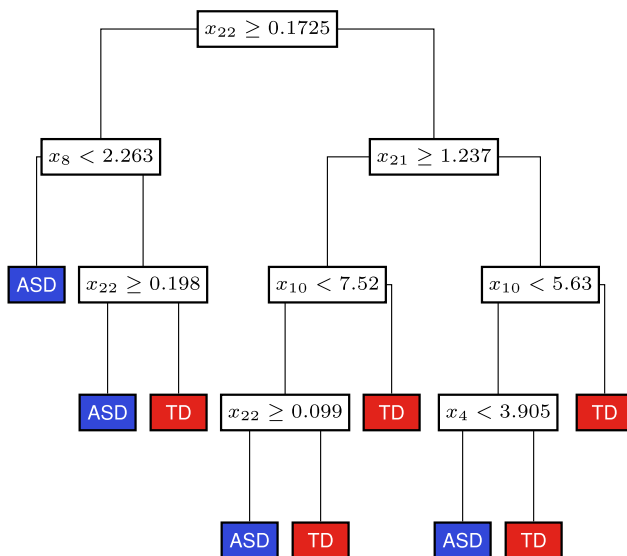 x₂₂ ≥ 0.1725
x₈ < 2.263
x₂₁ ≥ 1.237
ASD
x₂₂ ≥ 0.198
x₁₀ < 7.52
x₁₀ < 5.63
ASD
TD
x₂₂ ≥ 0.099
TD
x₄ < 3.905
TD
ASD
TD
ASD
TD